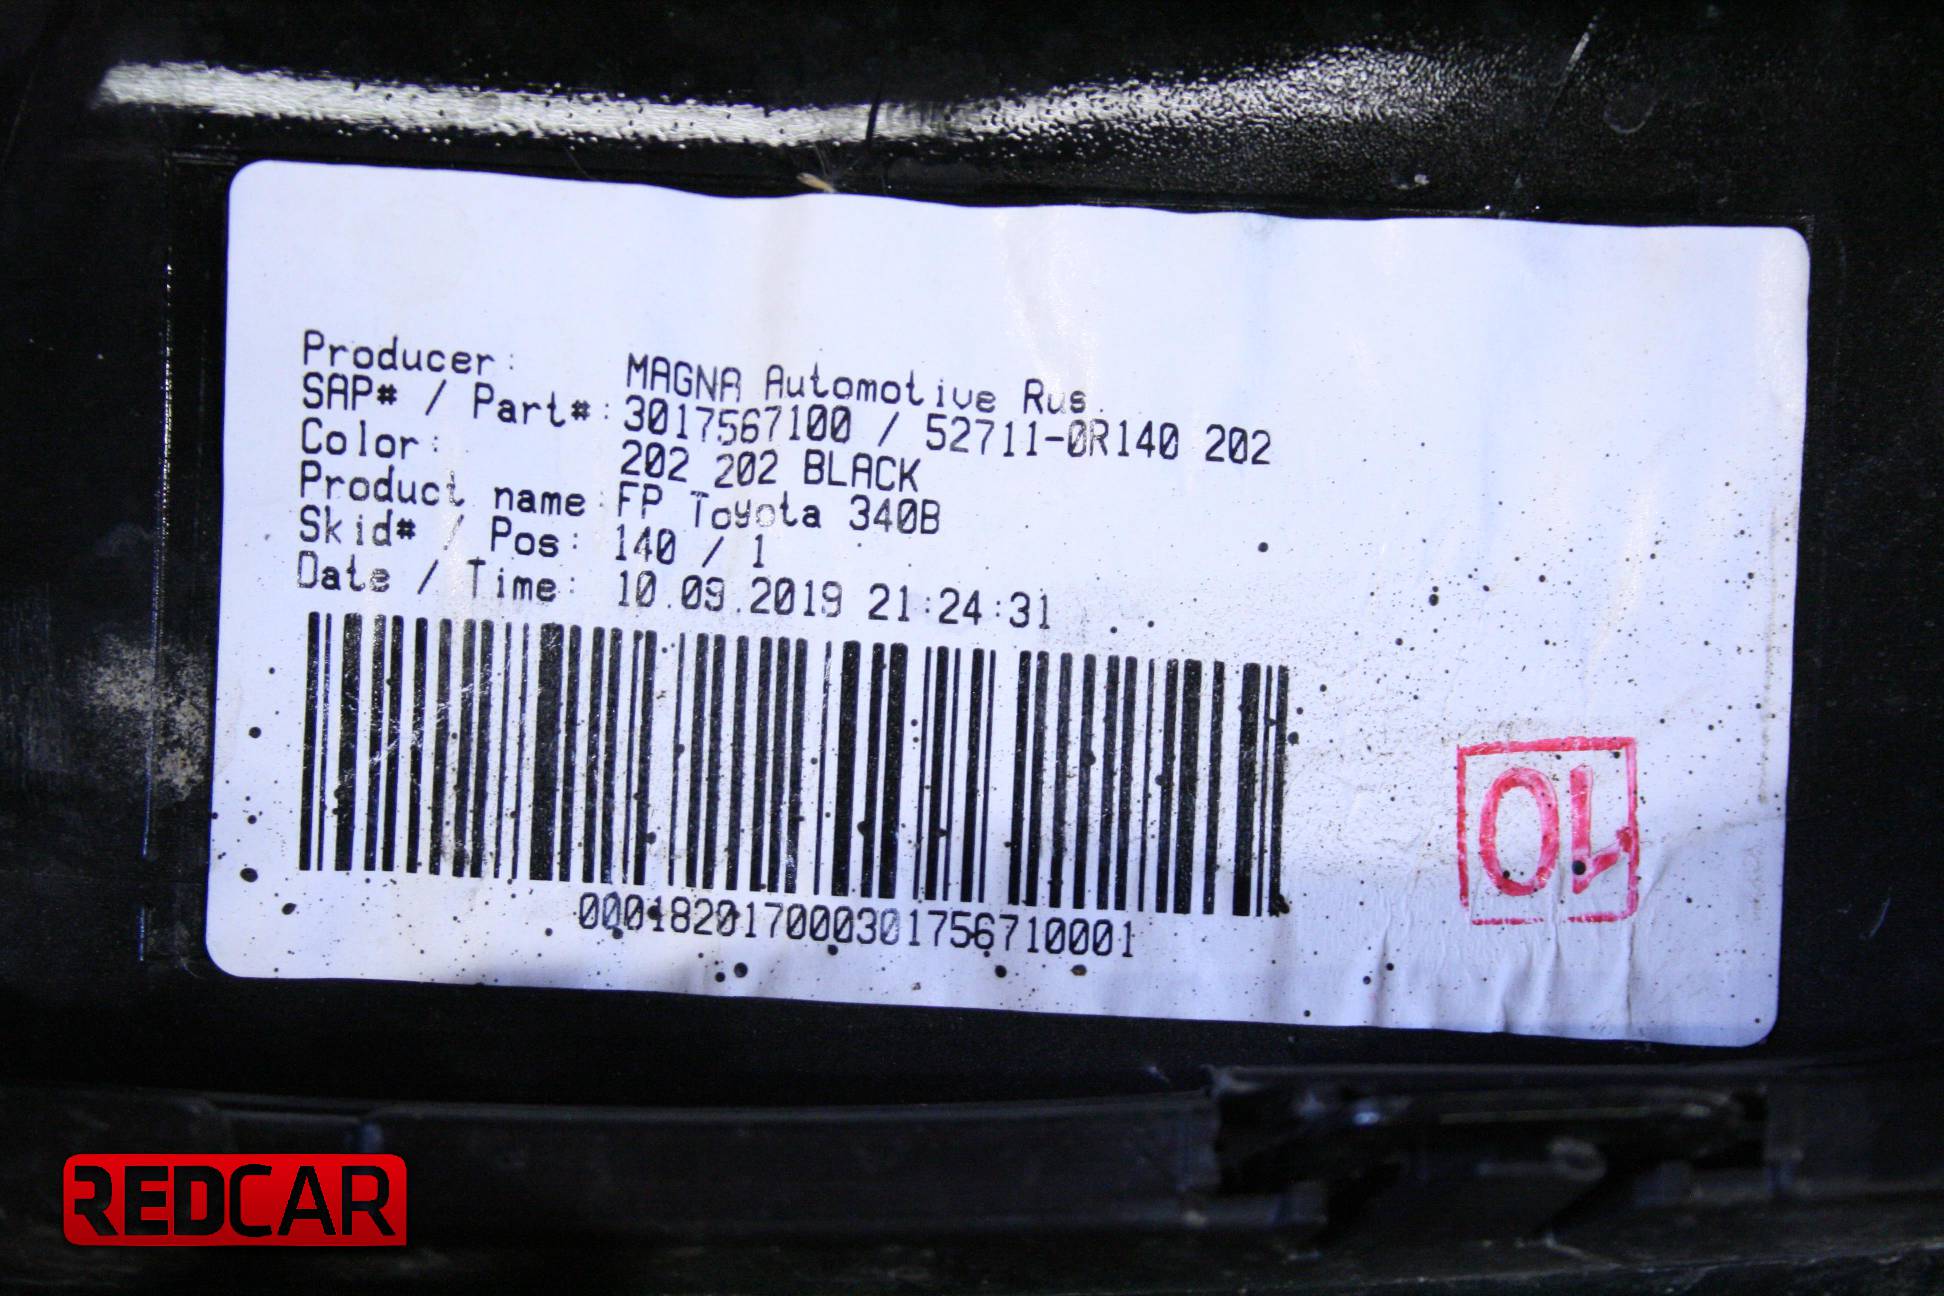 Producer: MAGNA Automotive Rus.
SAP# / Part#: 3017567100 / 52711-0R140 202
Color: 202 202 BLACK
Product name: FP Toyota 340B
Skid# / Pos: 140 / 1
Date / Time: 10.09.2019 21:24:31
000182017000301756710001
REDCAR